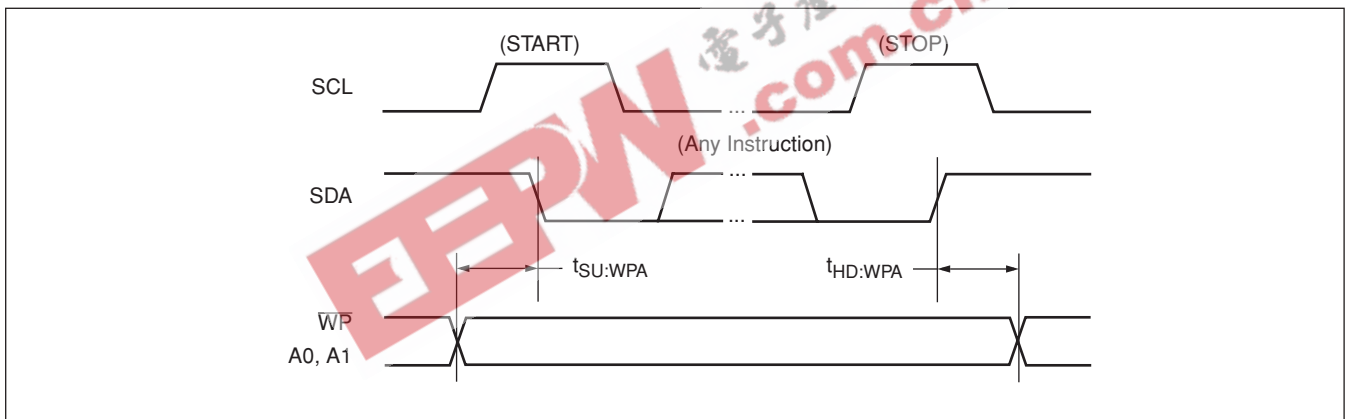 (START)
(STOP)
SCL
...
(Any Instruction)
...
SDA
...
tSU:WPA
tHD:WPA
WP
A0, A1
EEPW
.com.cn